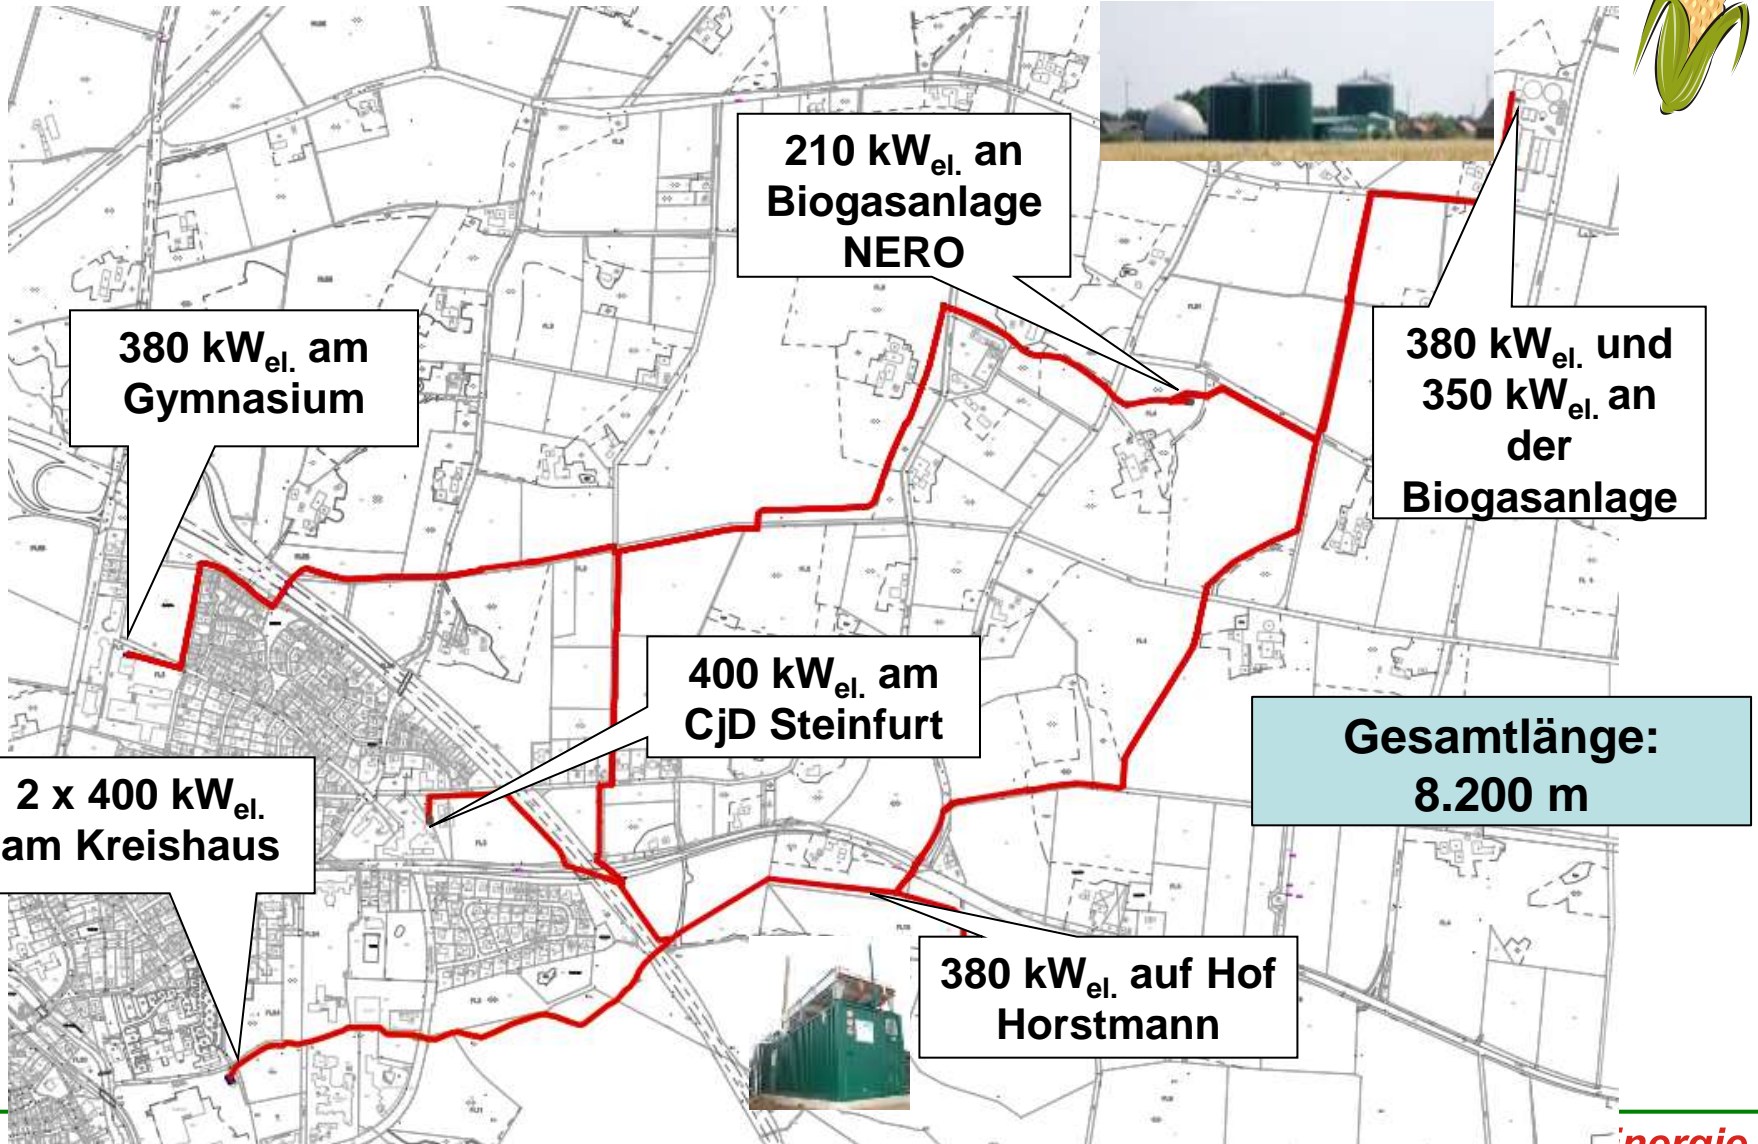 210 kWel. an
Biogasanlage
NERO
380 kWel. am
Gymnasium
380 kWel. und
350 kWel. an
der
Biogasanlage
400 kWel. am
CjD Steinfurt
Gesamtlänge:
8.200 m
2 x 400 kWel.
am Kreishaus
380 kWel. auf Hof
Horstmann